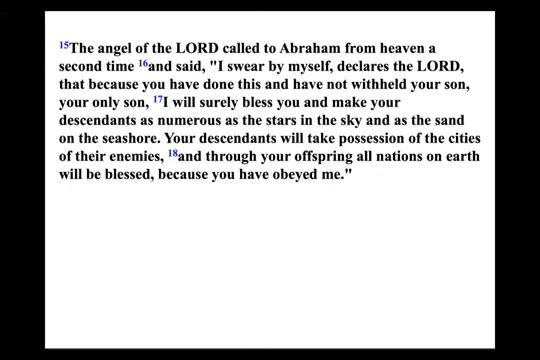 15The angel of the LORD called to Abraham from heaven a
second time 16and said, "I swear by myself, declares the LORD,
that because you have done this and have not withheld your son,
your only son, 17I will surely bless you and make your
descendants as numerous as the stars in the sky and as the sand
on the seashore. Your descendants will take possession of the cities
of their enemies, 18and through your offspring all nations on earth
will be blessed, because you have obeyed me."